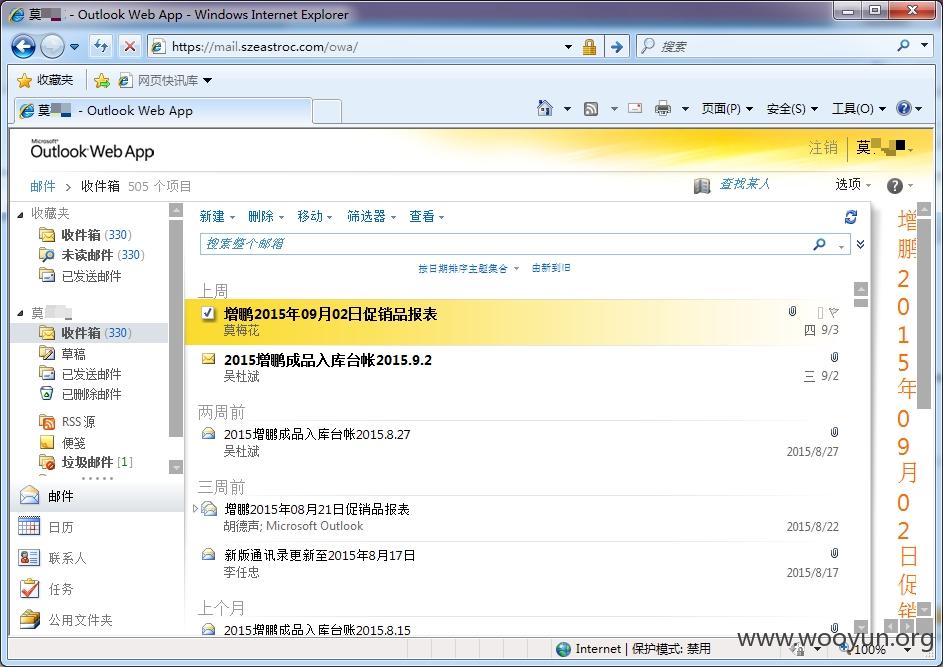 莫 - Outlook Web App - Windows Internet Explorer
https://mail.szeastroc.com/owa/
搜索
收藏夹
网页快讯库
莫 - Outlook Web App
页面(P)
安全(S)
工具(O)
Microsoft
Outlook Web App
注销
莫
邮件 > 收件箱 505 个项目
查找某人
选项
收藏夹
收件箱 (330)
未读邮件 (330)
已发送邮件
莫
收件箱 (330)
草稿
已发送邮件
已删除邮件
RSS 源
便笺
垃圾邮件 [1]
邮件
日历
联系人
任务
公用文件夹
新建 删除 移动 筛选器 查看
搜索整个邮箱
按日期排序主题集合 由新到旧
上周
增鹏2015年09月02日促销品报表
莫梅花
四 9/3
2015增鹏成品入库台帐2015.9.2
吴杜斌
三 9/2
两周前
2015增鹏成品入库台帐2015.8.27
吴杜斌
2015/8/27
三周前
增鹏2015年08月21日促销品报表
胡德声; Microsoft Outlook
2015/8/22
新版通讯录更新至2015年8月17日
李任忠
2015/8/17
上个月
2015增鹏成品入库台账2015.8.15
增鹏2015年09月02日促销
Internet | 保护模式: 禁用
100%
www.wooyun.org